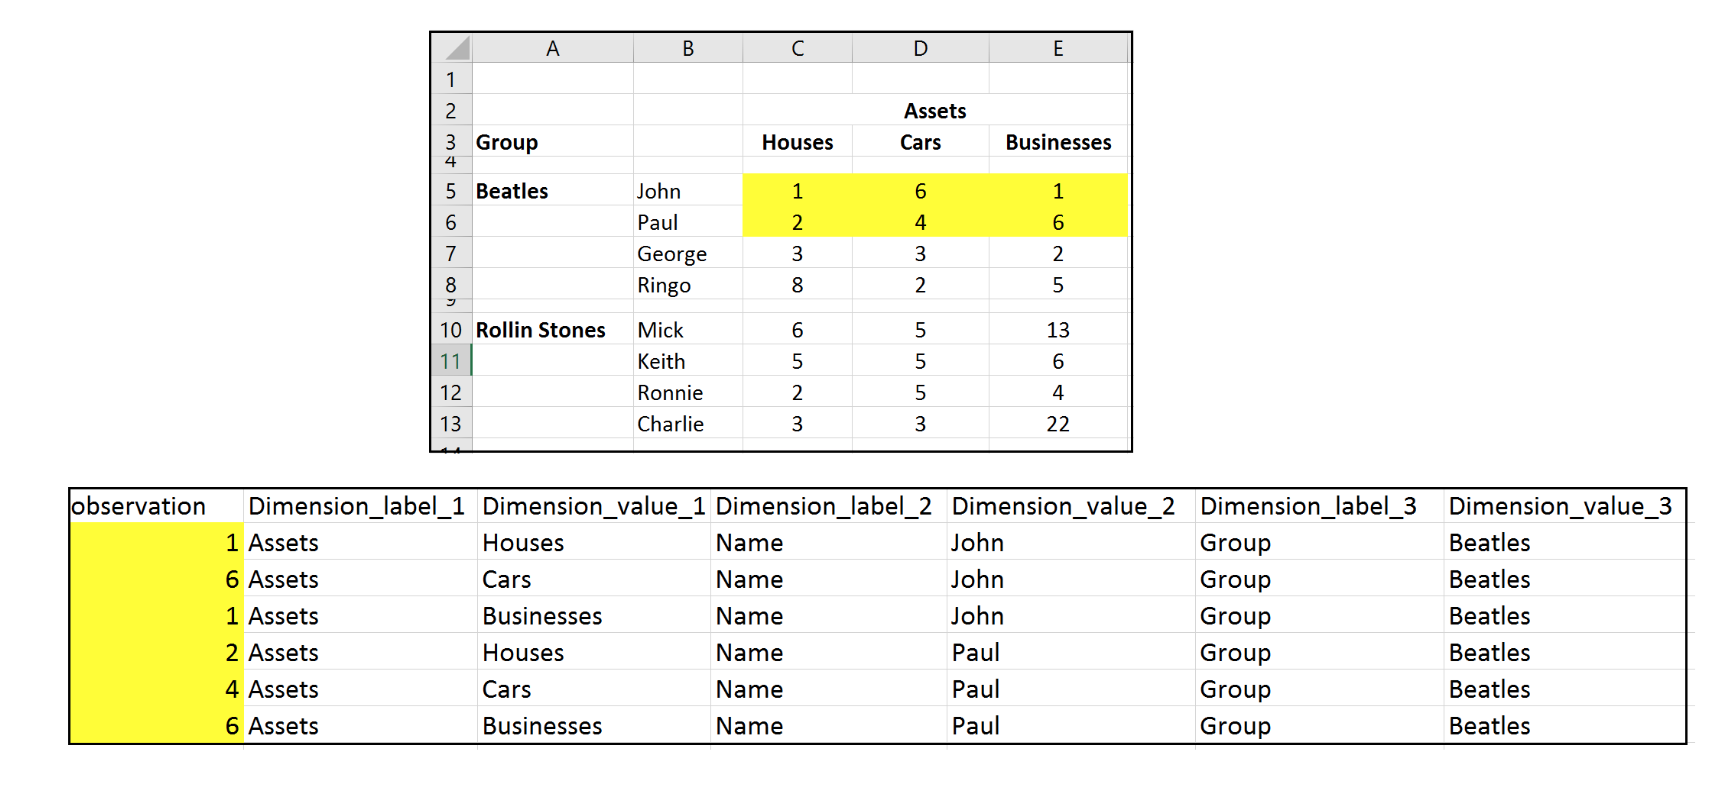 A B C D E
1
2 Assets
3 Group Houses Cars Businesses
4
5 Beatles John 1 6 1
6 Paul 2 4 6
7 George 3 3 2
8 Ringo 8 2 5
9
10 Rollin Stones Mick 6 5 13
11 Keith 5 5 6
12 Ronnie 2 5 4
13 Charlie 3 3 22
14
observation Dimension_label_1 Dimension_value_1 Dimension_label_2 Dimension_value_2 Dimension_label_3 Dimension_value_3
1 Assets Houses Name John Group Beatles
6 Assets Cars Name John Group Beatles
1 Assets Businesses Name John Group Beatles
2 Assets Houses Name Paul Group Beatles
4 Assets Cars Name Paul Group Beatles
6 Assets Businesses Name Paul Group Beatles